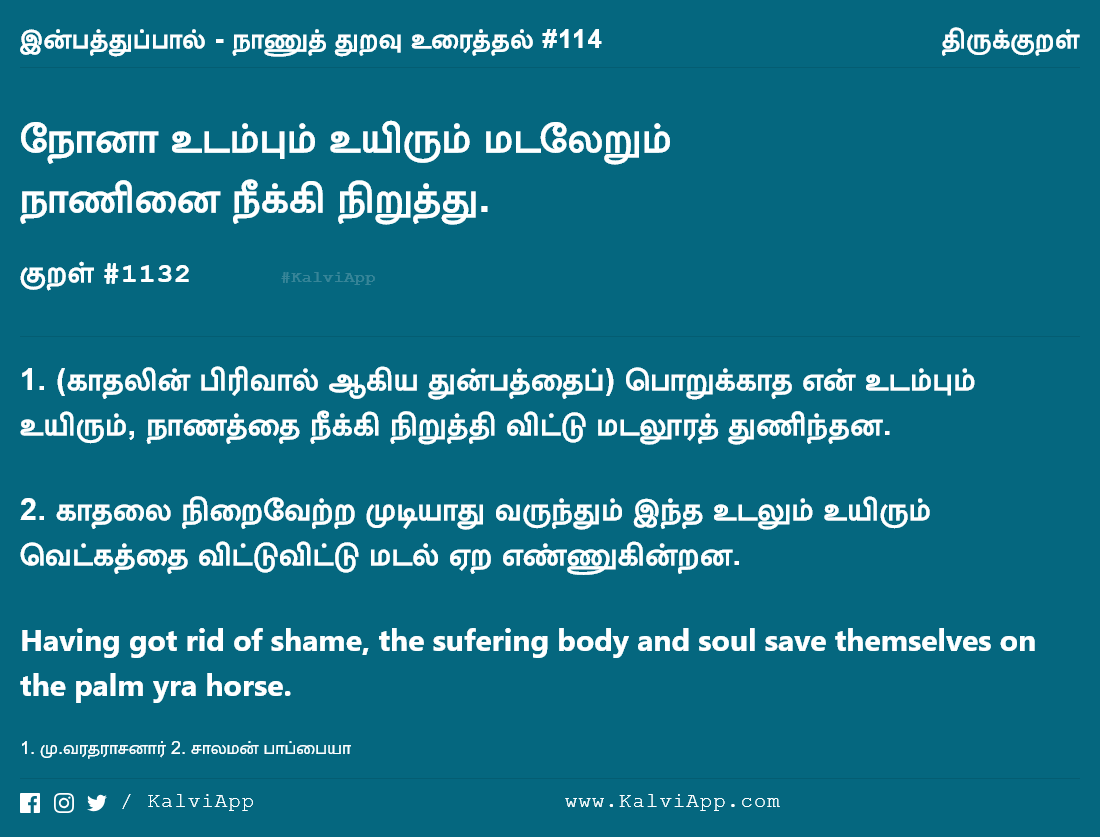 இன்பத்துப்பால் - நாணுத் துறவு உரைத்தல் #114
திருக்குறள்
நோனா உடம்பும் உயிரும் மடலேறும்
நாணினை நீக்கி நிறுத்து.
குறள் #1132
#KalviApp
1. (காதலின் பிரிவால் ஆகிய துன்பத்தைப்) பொறுக்காத என் உடம்பும்
உயிரும், நாணத்தை நீக்கி நிறுத்தி விட்டு மடலூரத் துணிந்தன.
2. காதலை நிறைவேற்ற முடியாது வருந்தும் இந்த உடலும் உயிரும்
வெட்கத்தை விட்டுவிட்டு மடல் ஏற எண்ணுகின்றன.
Having got rid of shame, the sufering body and soul save themselves on
the palm yra horse.
1. மு.வரதராசனார் 2. சாலமன் பாப்பையா
/ KalviApp
www.KalviApp.com